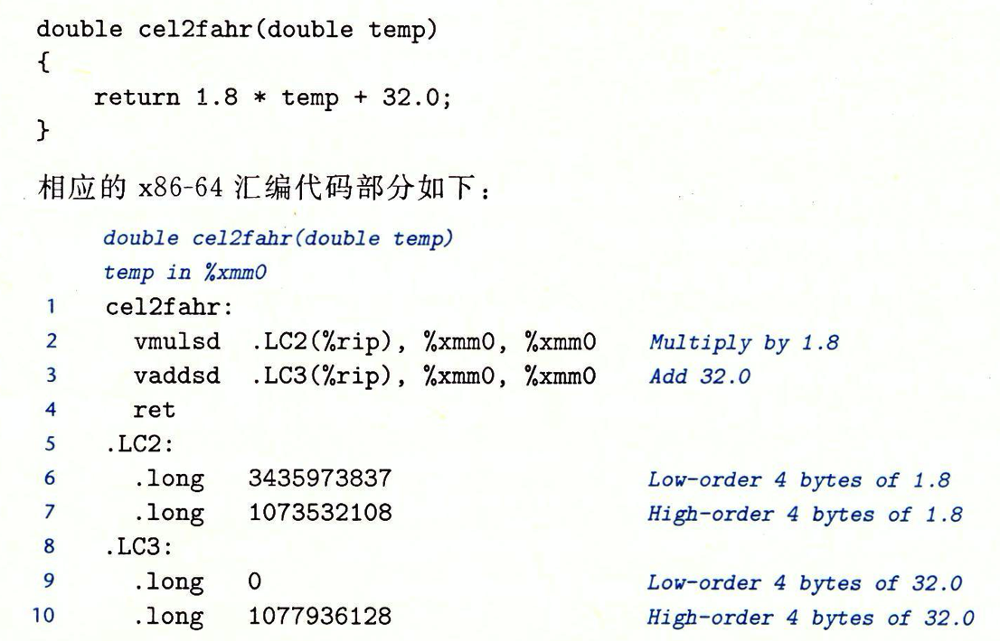 double cel2fahr(double temp)
{
    return 1.8 * temp + 32.0;
}
相应的 x86-64 汇编代码部分如下:
double cel2fahr(double temp)
temp in %xmm0
1 cel2fahr:
2 vmulsd .LC2(%rip), %xmm0, %xmm0 Multiply by 1.8
3 vaddsd .LC3(%rip), %xmm0, %xmm0 Add 32.0
4 ret
5 .LC2:
6 .long 3435973837 Low-order 4 bytes of 1.8
7 .long 1073532108 High-order 4 bytes of 1.8
8 .LC3:
9 .long 0 Low-order 4 bytes of 32.0
10 .long 1077936128 High-order 4 bytes of 32.0